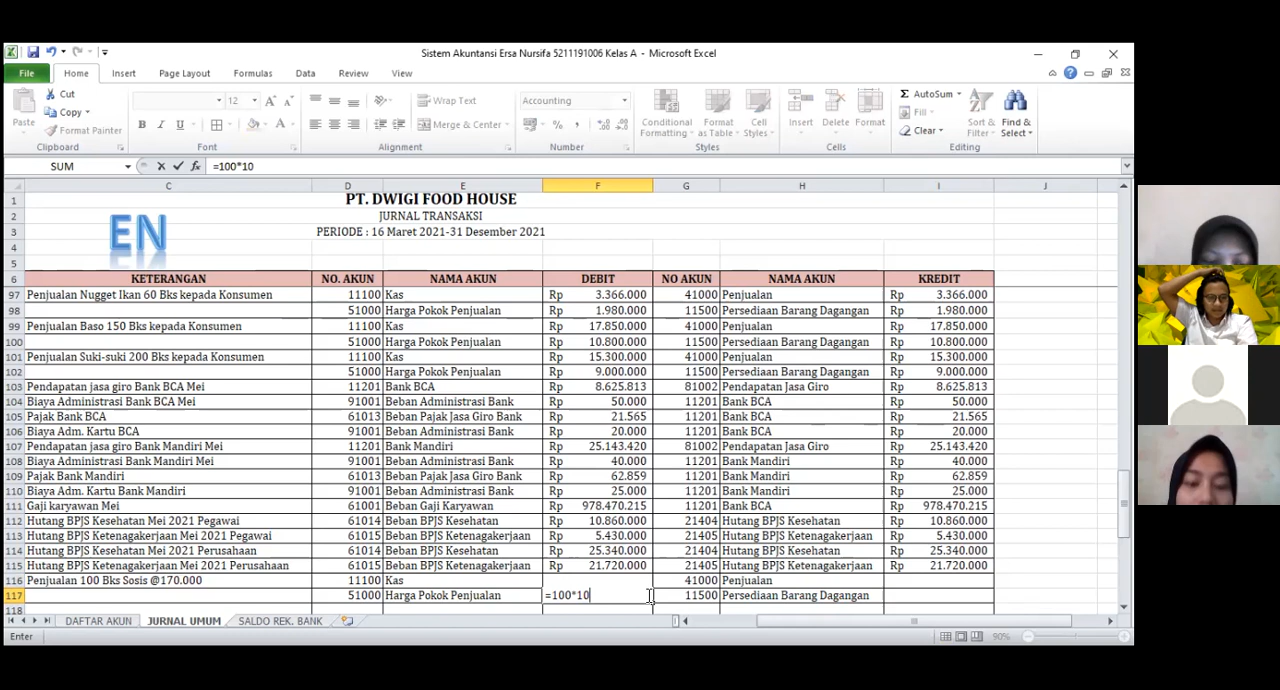 Sistem Akuntansi Ersa Nursifa 5211191006 Kelas A - Microsoft Excel
File Home Insert Page Layout Formulas Data Review View
Cut
Copy
Format Painter
Paste
12
Wrap Text
Merge & Center
Accounting
Conditional Formatting
Format as Table
Cell Styles
Insert Delete Format
AutoSum
Fill
Clear
Sort & Filter
Find & Select
Clipboard Font Alignment Number Styles Cells Editing
SUM =100*10
C D E F G H I J
1 PT. DWIGI FOOD HOUSE
2 JURNAL TRANSAKSI
3 PERIODE : 16 Maret 2021-31 Desember 2021
EN
4
5
6 KETERANGAN NO. AKUN NAMA AKUN DEBIT NO AKUN NAMA AKUN KREDIT
97 Penjualan Nugget Ikan 60 Bks kepada Konsumen 11100 Kas Rp 3.366.000 41000 Penjualan Rp 3.366.000
98 51000 Harga Pokok Penjualan Rp 1.980.000 11500 Persediaan Barang Dagangan Rp 1.980.000
99 Penjualan Baso 150 Bks kepada Konsumen 11100 Kas Rp 17.850.000 41000 Penjualan Rp 17.850.000
100 51000 Harga Pokok Penjualan Rp 10.800.000 11500 Persediaan Barang Dagangan Rp 10.800.000
101 Penjualan Suki-suki 200 Bks kepada Konsumen 11100 Kas Rp 15.300.000 41000 Penjualan Rp 15.300.000
102 51000 Harga Pokok Penjualan Rp 9.000.000 11500 Persediaan Barang Dagangan Rp 9.000.000
103 Pendapatan jasa giro Bank BCA Mei 11201 Bank BCA Rp 8.625.813 81002 Pendapatan Jasa Giro Rp 8.625.813
104 Biaya Administrasi Bank BCA Mei 91001 Beban Administrasi Bank Rp 50.000 11201 Bank BCA Rp 50.000
105 Pajak Bank BCA 61013 Beban Pajak Jasa Giro Bank Rp 21.565 11201 Bank BCA Rp 21.565
106 Biaya Adm. Kartu BCA 91001 Beban Administrasi Bank Rp 20.000 11201 Bank BCA Rp 20.000
107 Pendapatan jasa giro Bank Mandiri Mei 11201 Bank Mandiri Rp 25.143.420 81002 Pendapatan Jasa Giro Rp 25.143.420
108 Biaya Administrasi Bank Mandiri Mei 91001 Beban Administrasi Bank Rp 40.000 11201 Bank Mandiri Rp 40.000
109 Pajak Bank Mandiri 61013 Beban Pajak Jasa Giro Bank Rp 62.859 11201 Bank Mandiri Rp 62.859
110 Biaya Adm. Kartu Bank Mandiri 91001 Beban Administrasi Bank Rp 25.000 11201 Bank Mandiri Rp 25.000
111 Gaji karyawan Mei 61001 Beban Gaji Karyawan Rp 978.470.215 11201 Bank BCA Rp 978.470.215
112 Hutang BPJS Kesehatan Mei 2021 Pegawai 61014 Beban BPJS Kesehatan Rp 10.860.000 21404 Hutang BPJS Kesehatan Rp 10.860.000
113 Hutang BPJS Ketenagakerjaan Mei 2021 Pegawai 61015 Beban BPJS Ketenagakerjaan Rp 5.430.000 21405 Hutang BPJS Ketenagakerjaan Rp 5.430.000
114 Hutang BPJS Kesehatan Mei 2021 Perusahaan 61014 Beban BPJS Kesehatan Rp 25.340.000 21404 Hutang BPJS Kesehatan Rp 25.340.000
115 Hutang BPJS Ketenagakerjaan Mei 2021 Perusahaan 61015 Beban BPJS Ketenagakerjaan Rp 21.720.000 21405 Hutang BPJS Ketenagakerjaan Rp 21.720.000
116 Penjualan 100 Bks Sosis @170.000 11100 Kas 41000 Penjualan
117 51000 Harga Pokok Penjualan =100*10 11500 Persediaan Barang Dagangan
118
DAFTAR AKUN JURNAL UMUM SALDO REK. BANK
Enter 90%